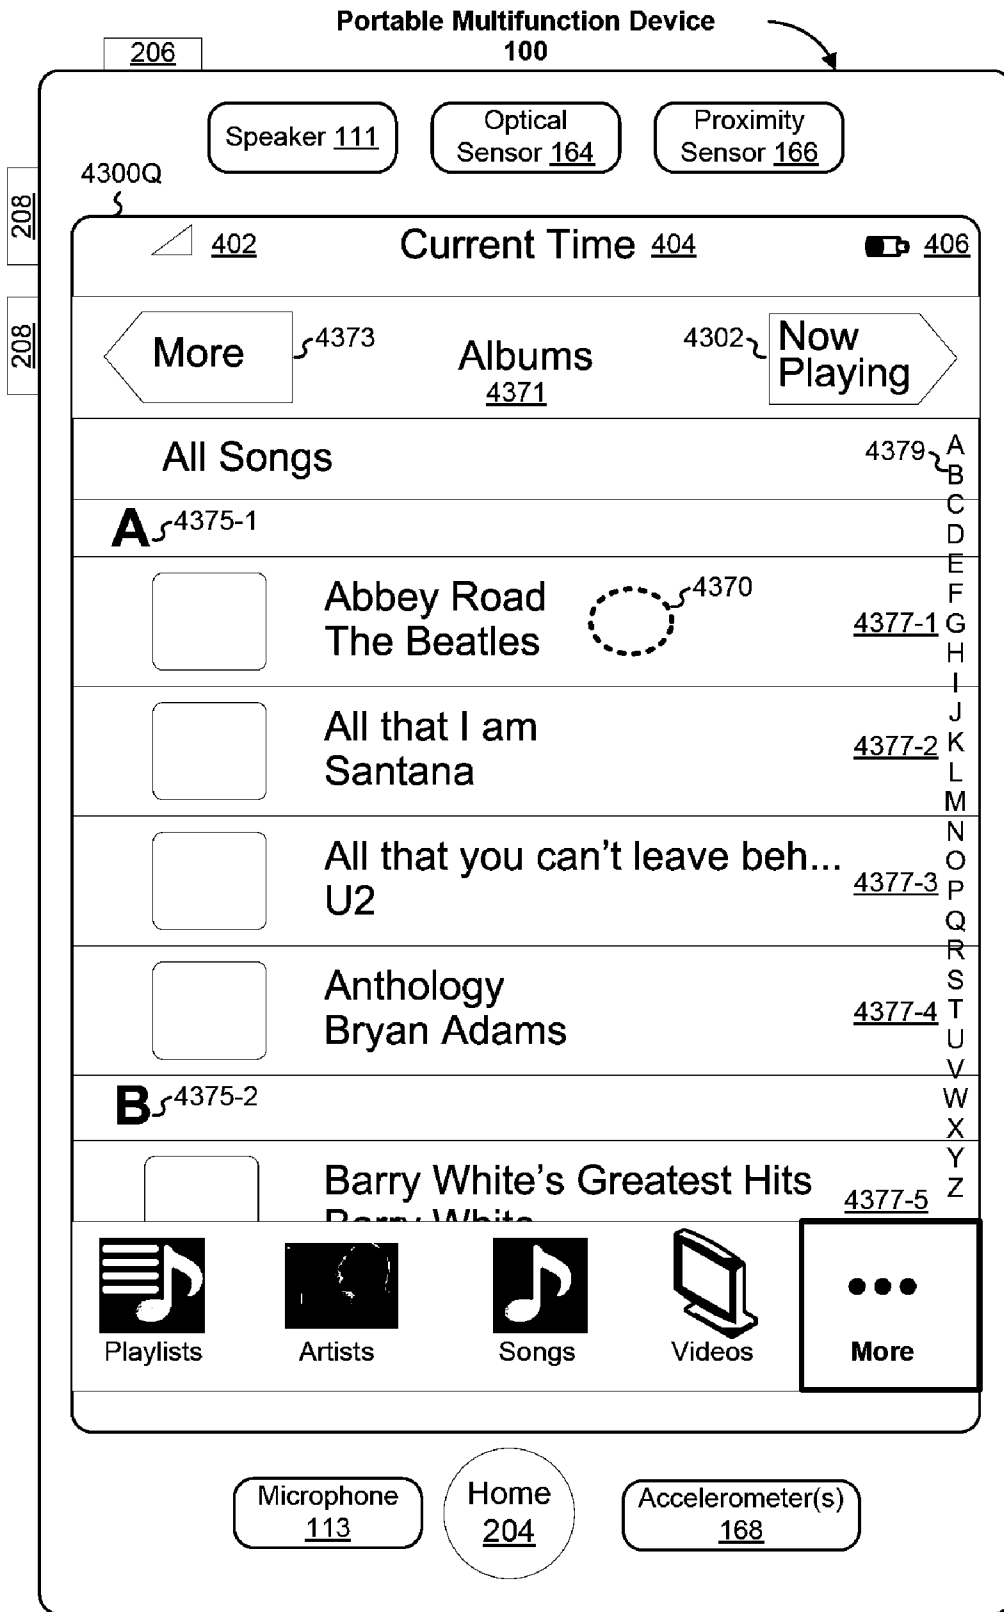 Portable Multifunction Device
100
206
Speaker 111
Optical
Sensor 164
Proximity
Sensor 166
4300Q
208
208
402
Current Time 404
406
More
4373
Albums
4371
4302
Now
Playing
All Songs
4379
A
B
C
D
E
F
G
H
I
J
K
L
M
N
O
P
Q
R
S
T
U
V
W
X
Y
Z
A
4375-1
Abbey Road
The Beatles
4370
4377-1
All that I am
Santana
4377-2
All that you can't leave beh...
U2
4377-3
Anthology
Bryan Adams
4377-4
B
4375-2
Barry White's Greatest Hits
Barry White
4377-5
Playlists
Artists
Songs
Videos
More
Microphone
113
Home
204
Accelerometer(s)
168